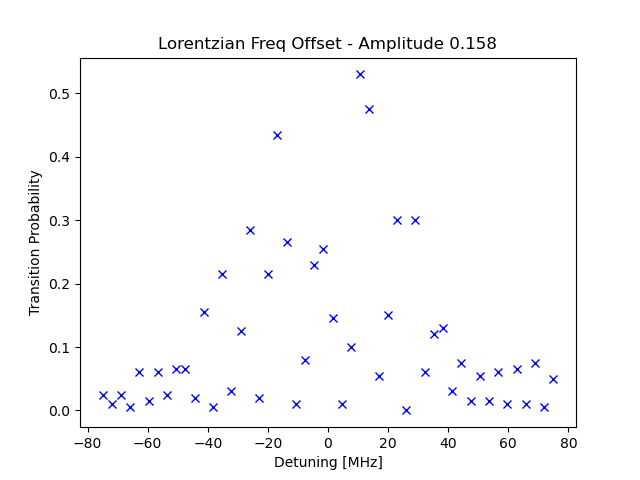 Lorentzian Freq Offset - Amplitude 0.158
Transition Probability
0.5
0.4
0.3
0.2
0.1
0.0
−80 −60 −40 −20 0 20 40 60 80
Detuning [MHz]